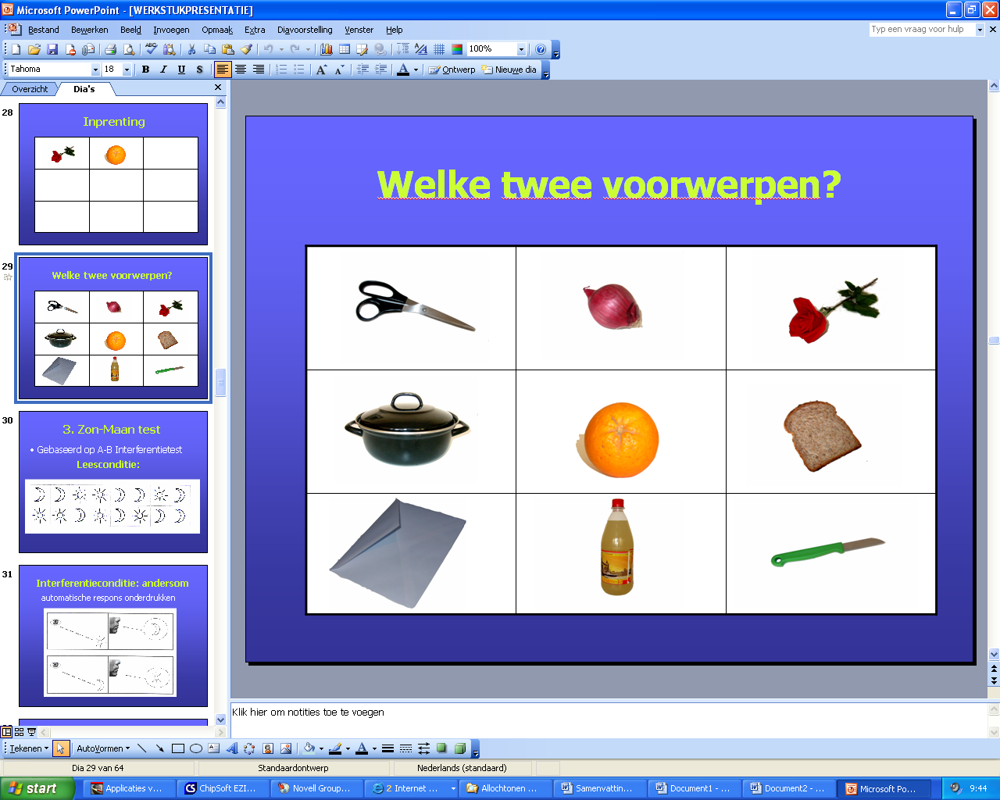 Microsoft PowerPoint - [WERKSTUKPRESENTATIE]
Bestand Bewerken Beeld Invoegen Opmaak Extra Diavoorstelling Venster Help
Typ een vraag voor hulp
100%
Tahoma 18 B I U S A A A Ontwerp Nieuwe dia
Overzicht Dia's
28
Inprenting
29
Welke twee voorwerpen?
30
3. Zon-Maan test
• Gebaseerd op A-B Interferentietest
Leesconditie:
31
Interferentieconditie: andersom
automatische respons onderdrukken
Welke twee voorwerpen?
Klik hier om notities toe te voegen
Tekenen AutoVormen
Dia 29 van 64 Standaardontwerp Nederlands (standaard)
start Applicaties v... ChipSoft EZI... Novell Group... 2 Internet ... Allochtonen ... Samenvattin... Document1 - ... Document2 - ... Microsoft Po... 9:44